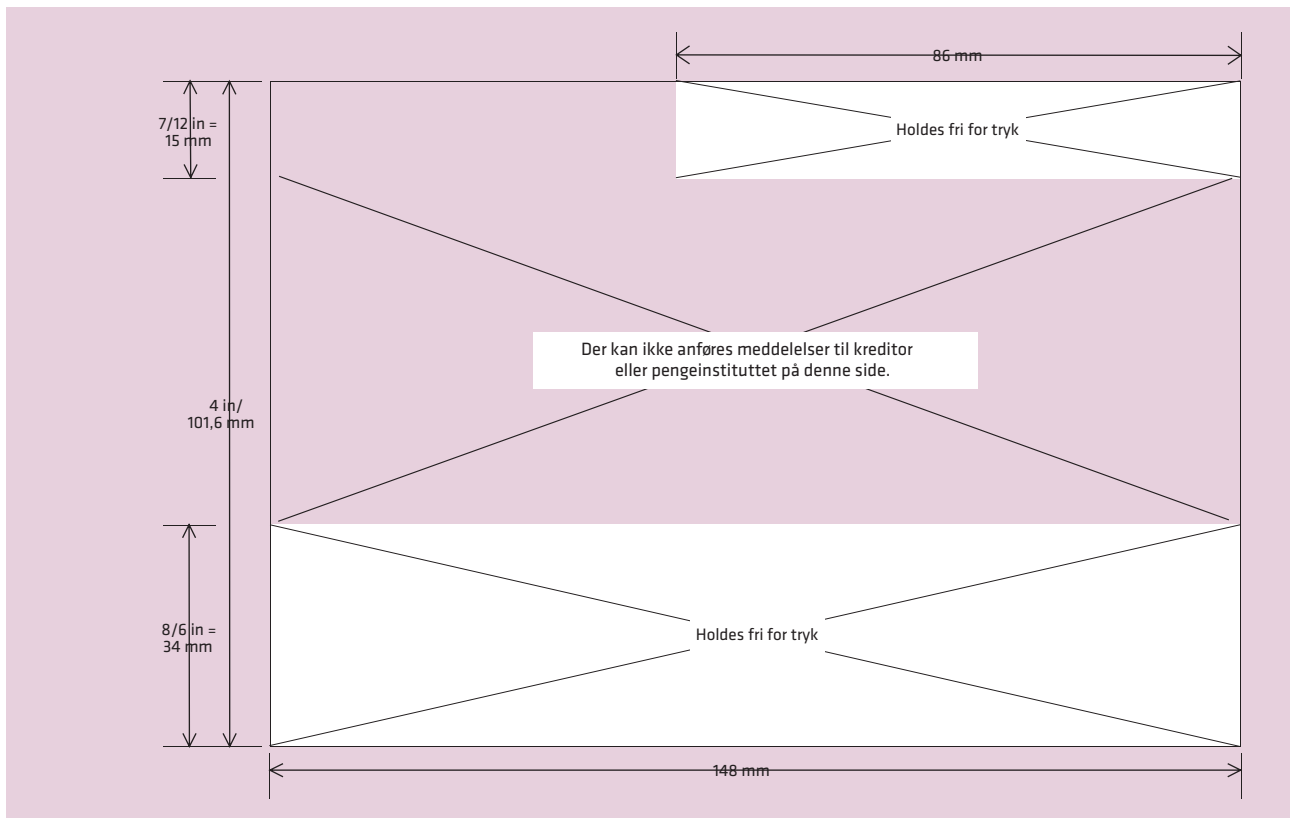 86 mm
7/12 in =
15 mm
Holdes fri for tryk
Der kan ikke anføres meddelelser til kreditor
eller pengeinstituttet på denne side.
4 in/
101,6 mm
8/6 in =
34 mm
Holdes fri for tryk
148 mm